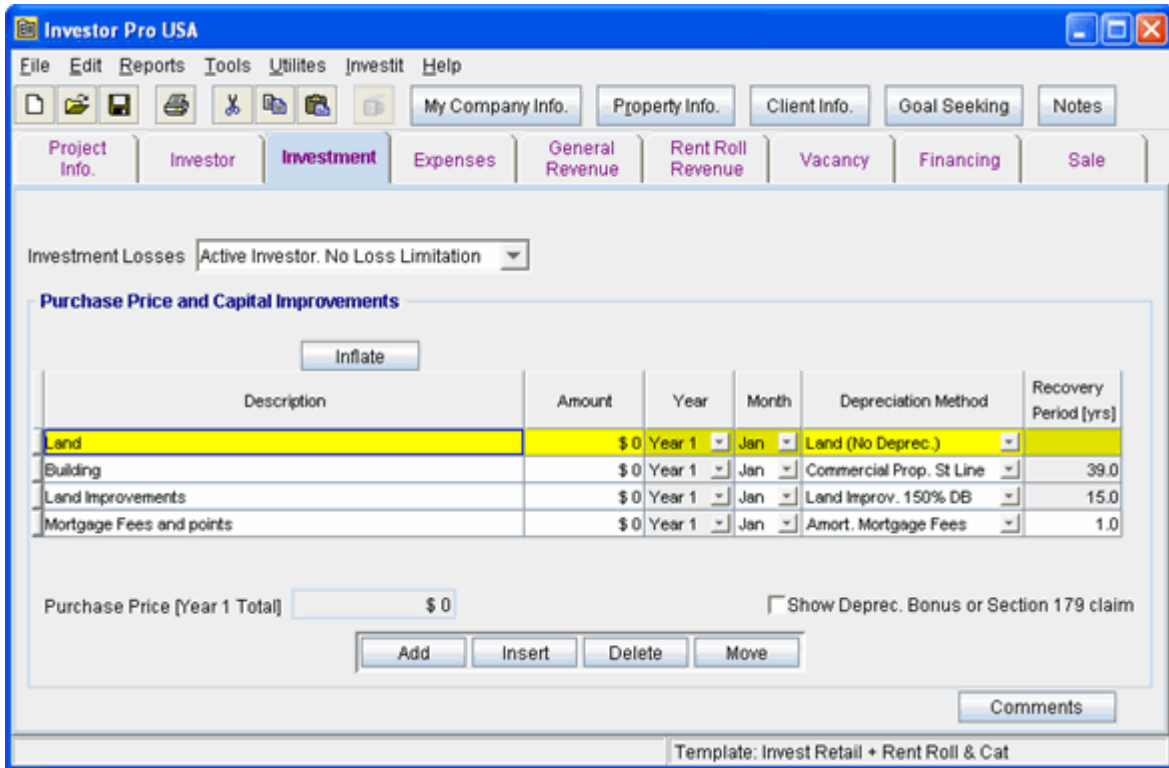 Investor Pro USA
File Edit Reports Tools Utilites Investit Help
My Company Info. Property Info. Client Info. Goal Seeking Notes
Project Info. Investor Investment Expenses General Revenue Rent Roll Revenue Vacancy Financing Sale
Investment Losses Active Investor. No Loss Limitation
Purchase Price and Capital Improvements
Inflate
Description Amount Year Month Depreciation Method Recovery Period [yrs]
Land $ 0 Year 1 Jan Land (No Deprec.)
Building $ 0 Year 1 Jan Commercial Prop. St Line 39.0
Land Improvements $ 0 Year 1 Jan Land Improv. 150% DB 15.0
Mortgage Fees and points $ 0 Year 1 Jan Amort. Mortgage Fees 1.0
Purchase Price [Year 1 Total] $ 0 Show Deprec. Bonus or Section 179 claim
Add Insert Delete Move
Comments
Template: Invest Retail + Rent Roll & Cat